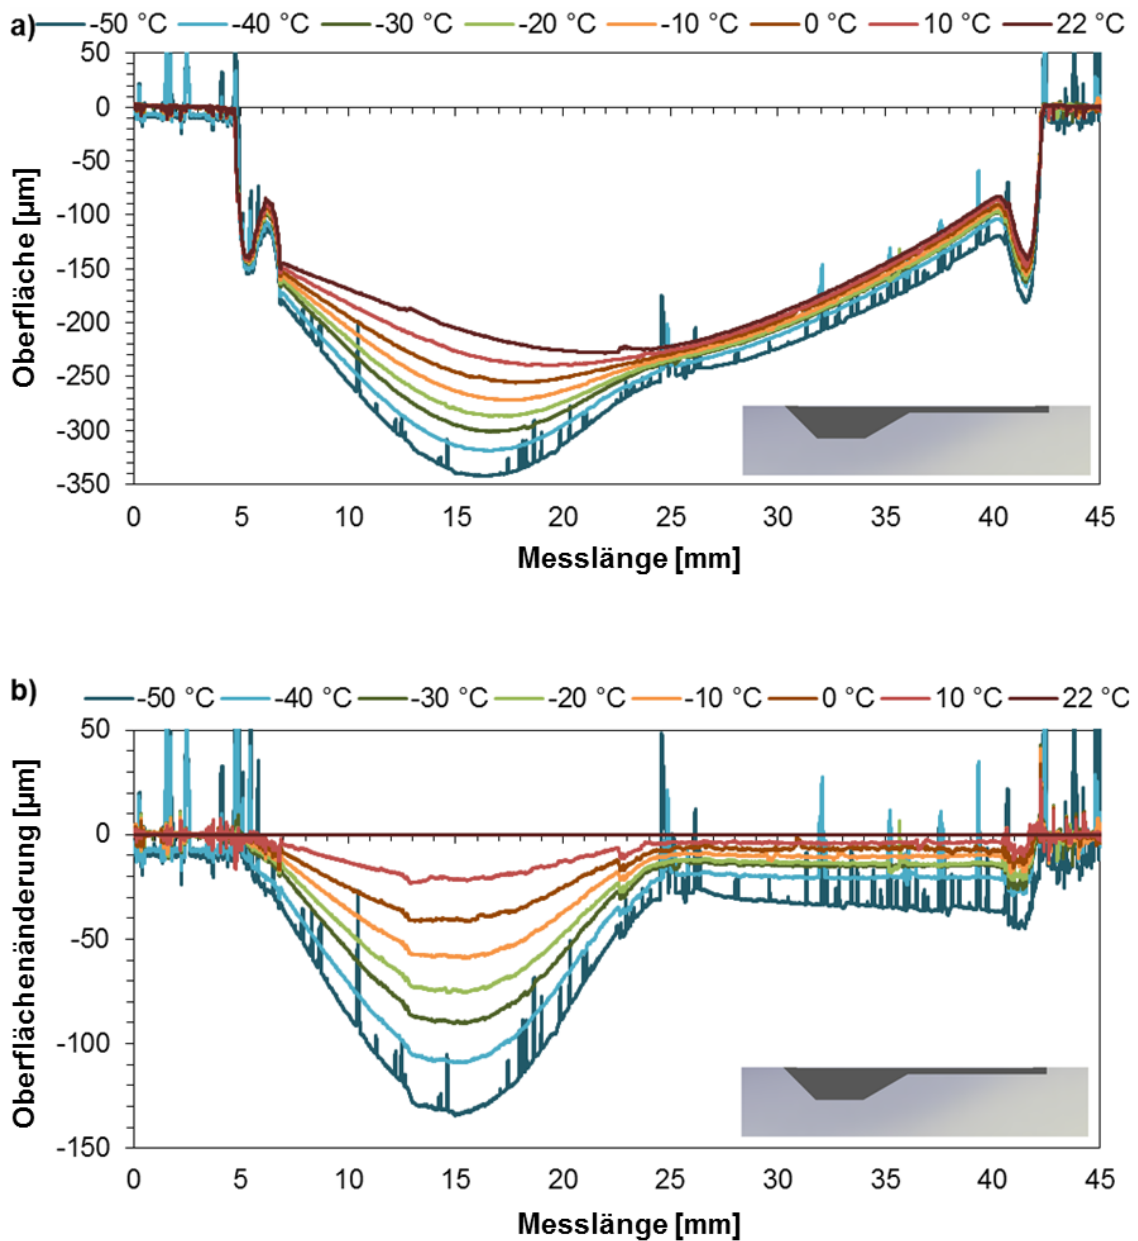 a) -50 °C -40 °C -30 °C -20 °C -10 °C 0 °C 10 °C 22 °C
50
0
-50
-100
-150
-200
-250
-300
-350
Oberfläche [µm]
0 5 10 15 20 25 30 35 40 45
Messlänge [mm]
b) -50 °C -40 °C -30 °C -20 °C -10 °C 0 °C 10 °C 22 °C
50
0
-50
-100
-150
Oberflächenänderung [µm]
0 5 10 15 20 25 30 35 40 45
Messlänge [mm]